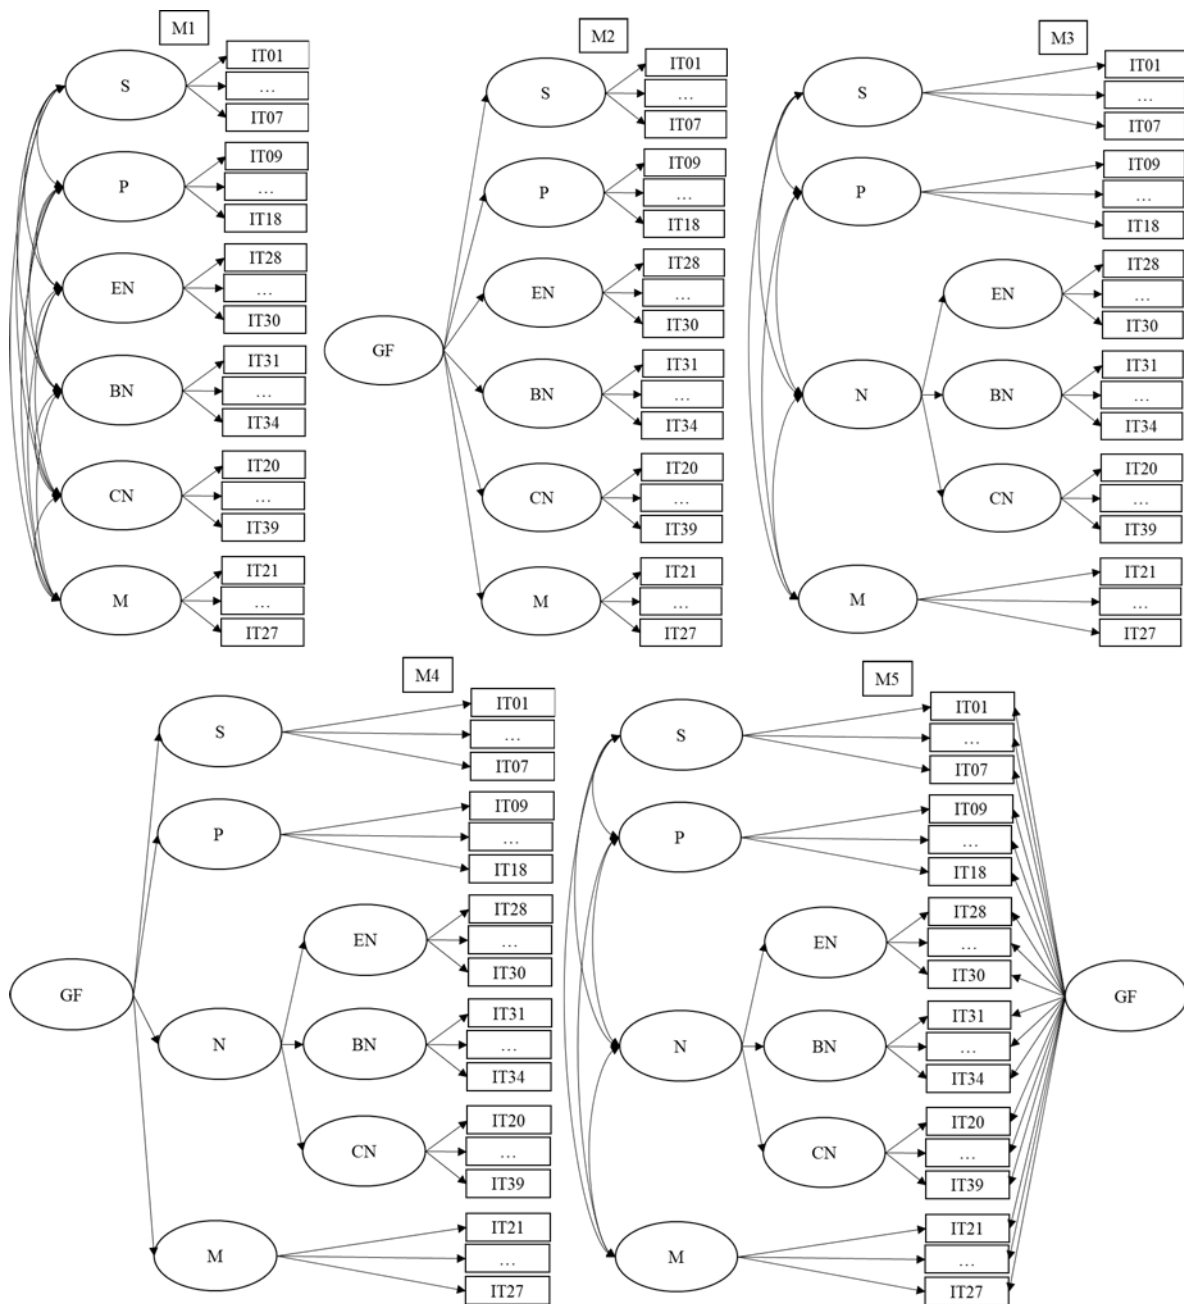 M1
S
IT01
...
IT07
P
IT09
...
IT18
EN
IT28
...
IT30
BN
IT31
...
IT34
CN
IT20
...
IT39
M
IT21
...
IT27
M2
GF
S
IT01
...
IT07
P
IT09
...
IT18
EN
IT28
...
IT30
BN
IT31
...
IT34
CN
IT20
...
IT39
M
IT21
...
IT27
M3
S
IT01
...
IT07
P
IT09
...
IT18
N
EN
IT28
...
IT30
BN
IT31
...
IT34
CN
IT20
...
IT39
M
IT21
...
IT27
M4
GF
S
IT01
...
IT07
P
IT09
...
IT18
N
EN
IT28
...
IT30
BN
IT31
...
IT34
CN
IT20
...
IT39
M
IT21
...
IT27
M5
S
IT01
...
IT07
P
IT09
...
IT18
N
EN
IT28
...
IT30
BN
IT31
...
IT34
CN
IT20
...
IT39
M
IT21
...
IT27
GF